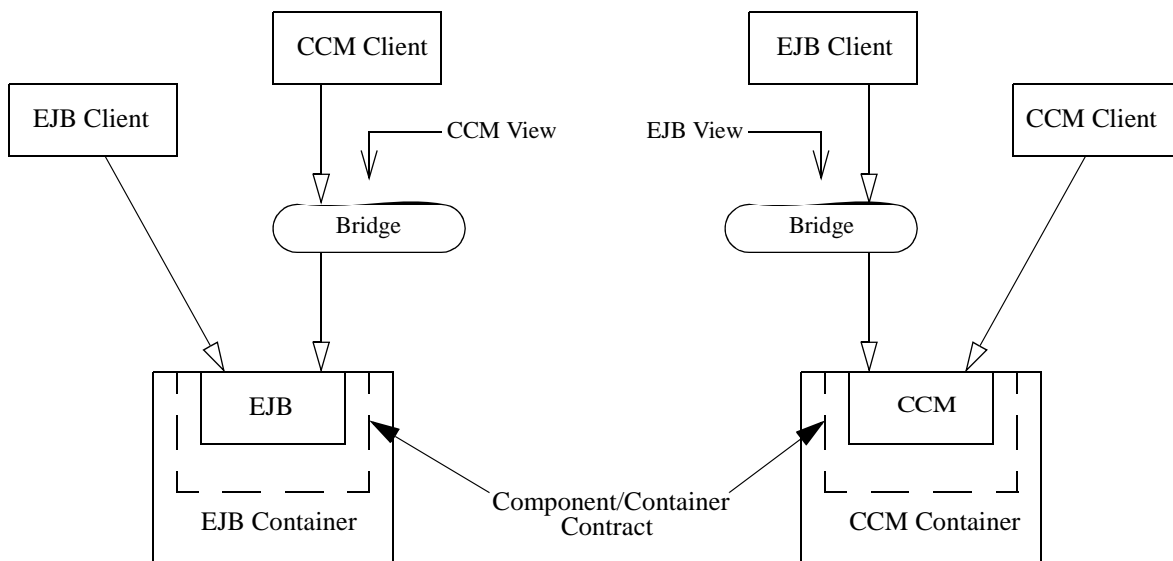 CCM Client
EJB Client
EJB Client
CCM Client
CCM View
EJB View
Bridge
Bridge
EJB
CCM
Component/Container
Contract
EJB Container
CCM Container